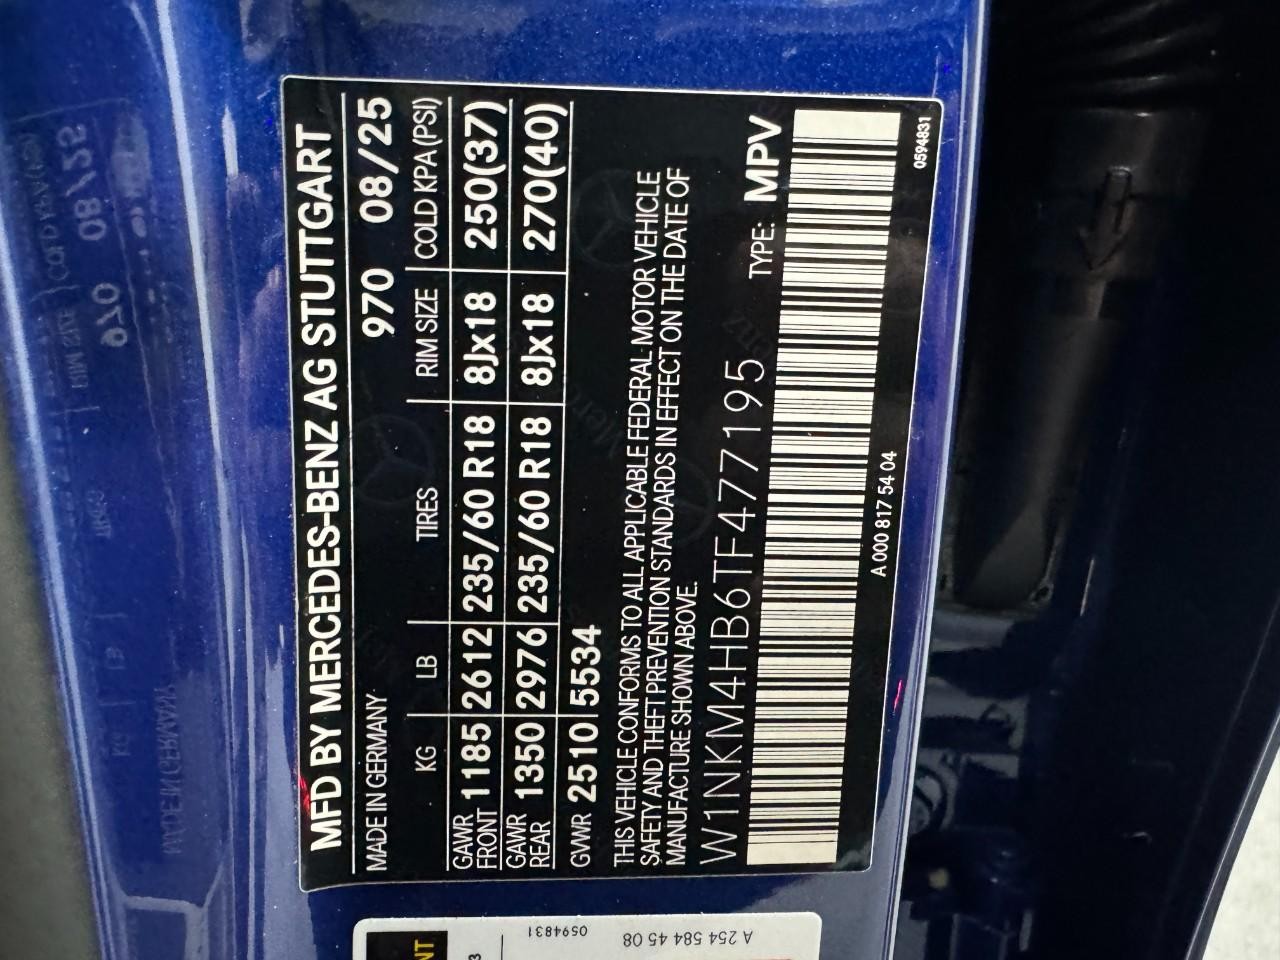 MFD BY MERCEDES-BENZ AG STUTTGART
MADE IN GERMANY 970 08/25
KG LB TIRES RIM SIZE COLD KPA (PSI)
GAWR FRONT 1185 2612 235/60 R18 8Jx18 250(37)
GAWR REAR 1350 2976 235/60 R18 8Jx18 270(40)
GVWR 2510 5534
THIS VEHICLE CONFORMS TO ALL APPLICABLE FEDERAL MOTOR VEHICLE
SAFETY AND THEFT PREVENTION STANDARDS IN EFFECT ON THE DATE OF
MANUFACTURE SHOWN ABOVE.
W1NKM4HB6TF477195 TYPE: MPV
A 000 817 54 04 0594831
A 254 584 45 08
0594831
NT
3